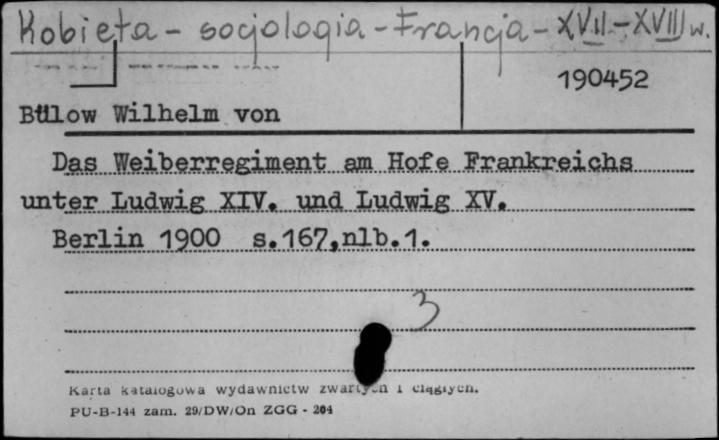 Kobieta - socjologia - Francja - XVII - XVIII w.
190452
Bülow Wilhelm von
Das Weiberregiment am Hofe Frankreichs
unter Ludwig XIV. und Ludwig XV.
Berlin 1900 s.167,nlb.1.
3
Karta katalogowa wydawnictw zwartych i ciągłych.
PU-B-144 zam. 29/DW/On ZGG - 204